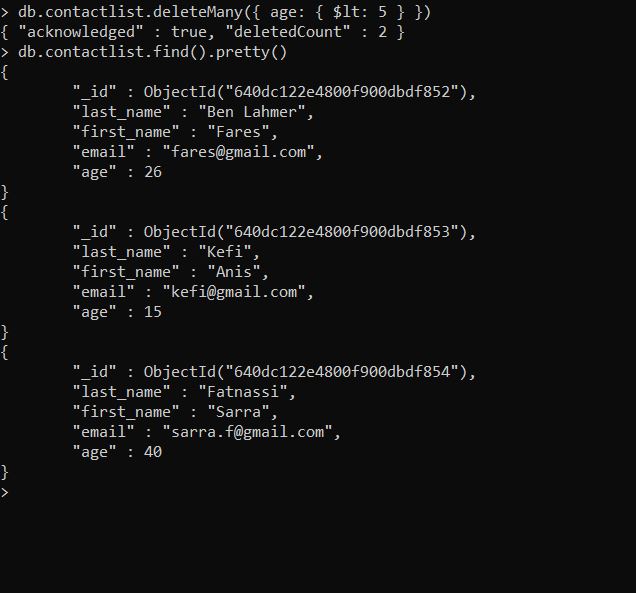 > db.contactlist.deleteMany({ age: { $lt: 5 } })
{ "acknowledged" : true, "deletedCount" : 2 }
> db.contactlist.find().pretty()
{
        "_id" : ObjectId("640dc122e4800f900dbdf852"),
        "last_name" : "Ben Lahmer",
        "first_name" : "Fares",
        "email" : "fares@gmail.com",
        "age" : 26
}
{
        "_id" : ObjectId("640dc122e4800f900dbdf853"),
        "last_name" : "Kefi",
        "first_name" : "Anis",
        "email" : "kefi@gmail.com",
        "age" : 15
}
{
        "_id" : ObjectId("640dc122e4800f900dbdf854"),
        "last_name" : "Fatnassi",
        "first_name" : "Sarra",
        "email" : "sarra.f@gmail.com",
        "age" : 40
}
>